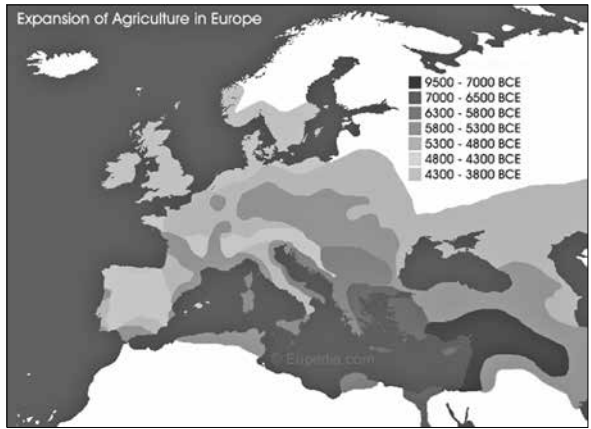 Expansion of Agriculture in Europe
9500 - 7000 BCE
7000 - 6500 BCE
6300 - 5800 BCE
5800 - 5300 BCE
5300 - 4800 BCE
4800 - 4300 BCE
4300 - 3800 BCE
© Eupedia.com